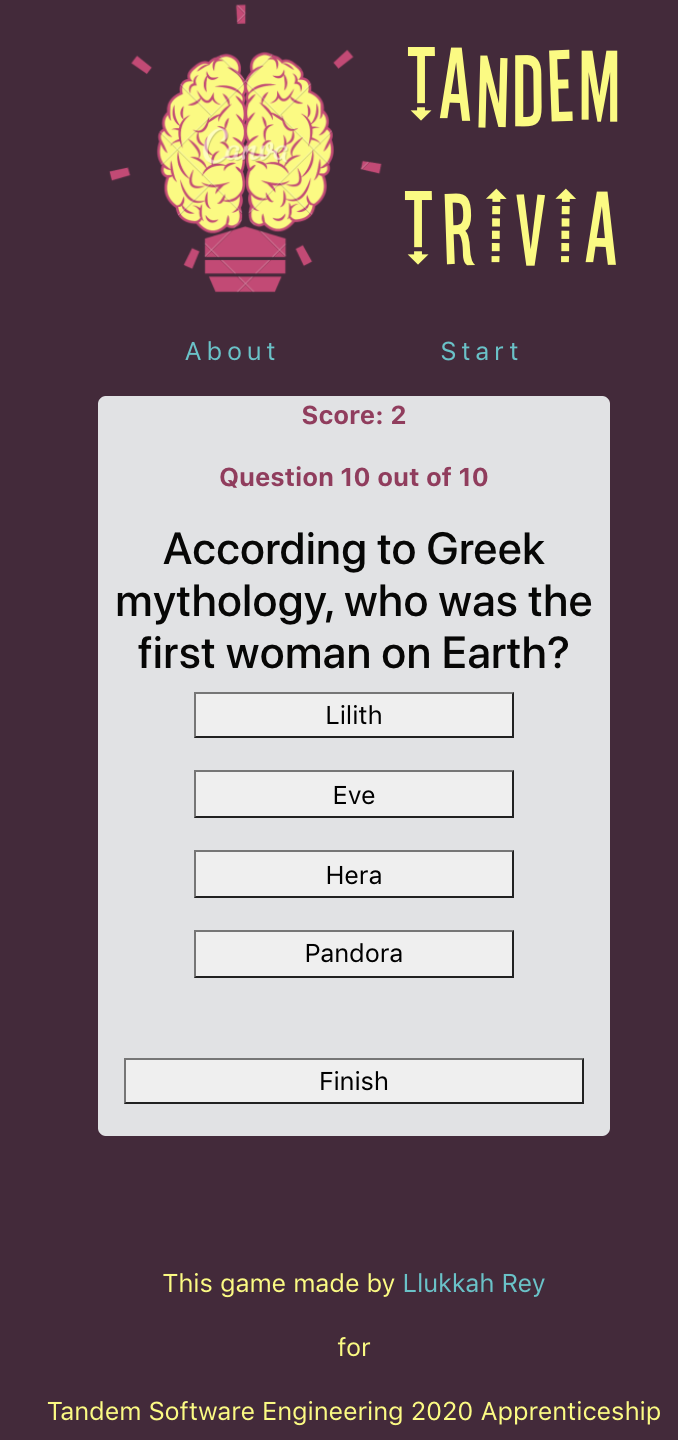 TANDEM
TRIVIA
Canva
About
Start
Score: 2
Question 10 out of 10
According to Greek
mythology, who was the
first woman on Earth?
Lilith
Eve
Hera
Pandora
Finish
This game made by Llukkah Rey
for
Tandem Software Engineering 2020 Apprenticeship